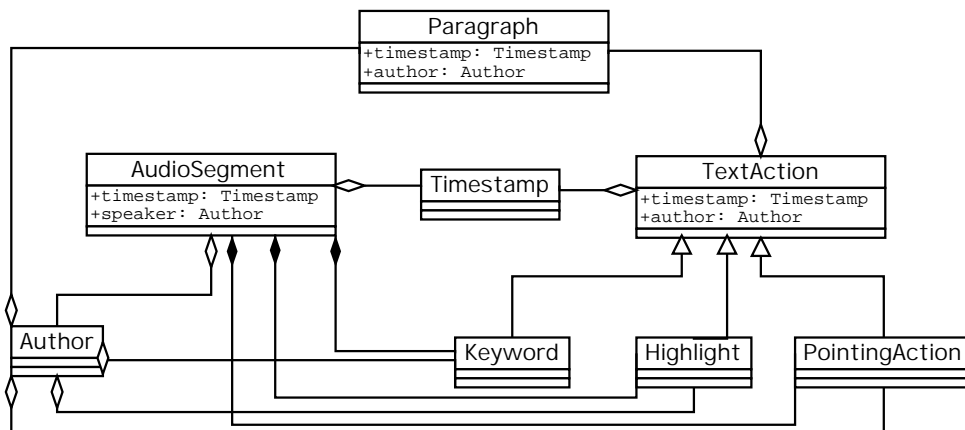 Paragraph
+timestamp: Timestamp
+author: Author
AudioSegment
+timestamp: Timestamp
+speaker: Author
Timestamp
TextAction
+timestamp: Timestamp
+author: Author
Author
Keyword
Highlight
PointingAction